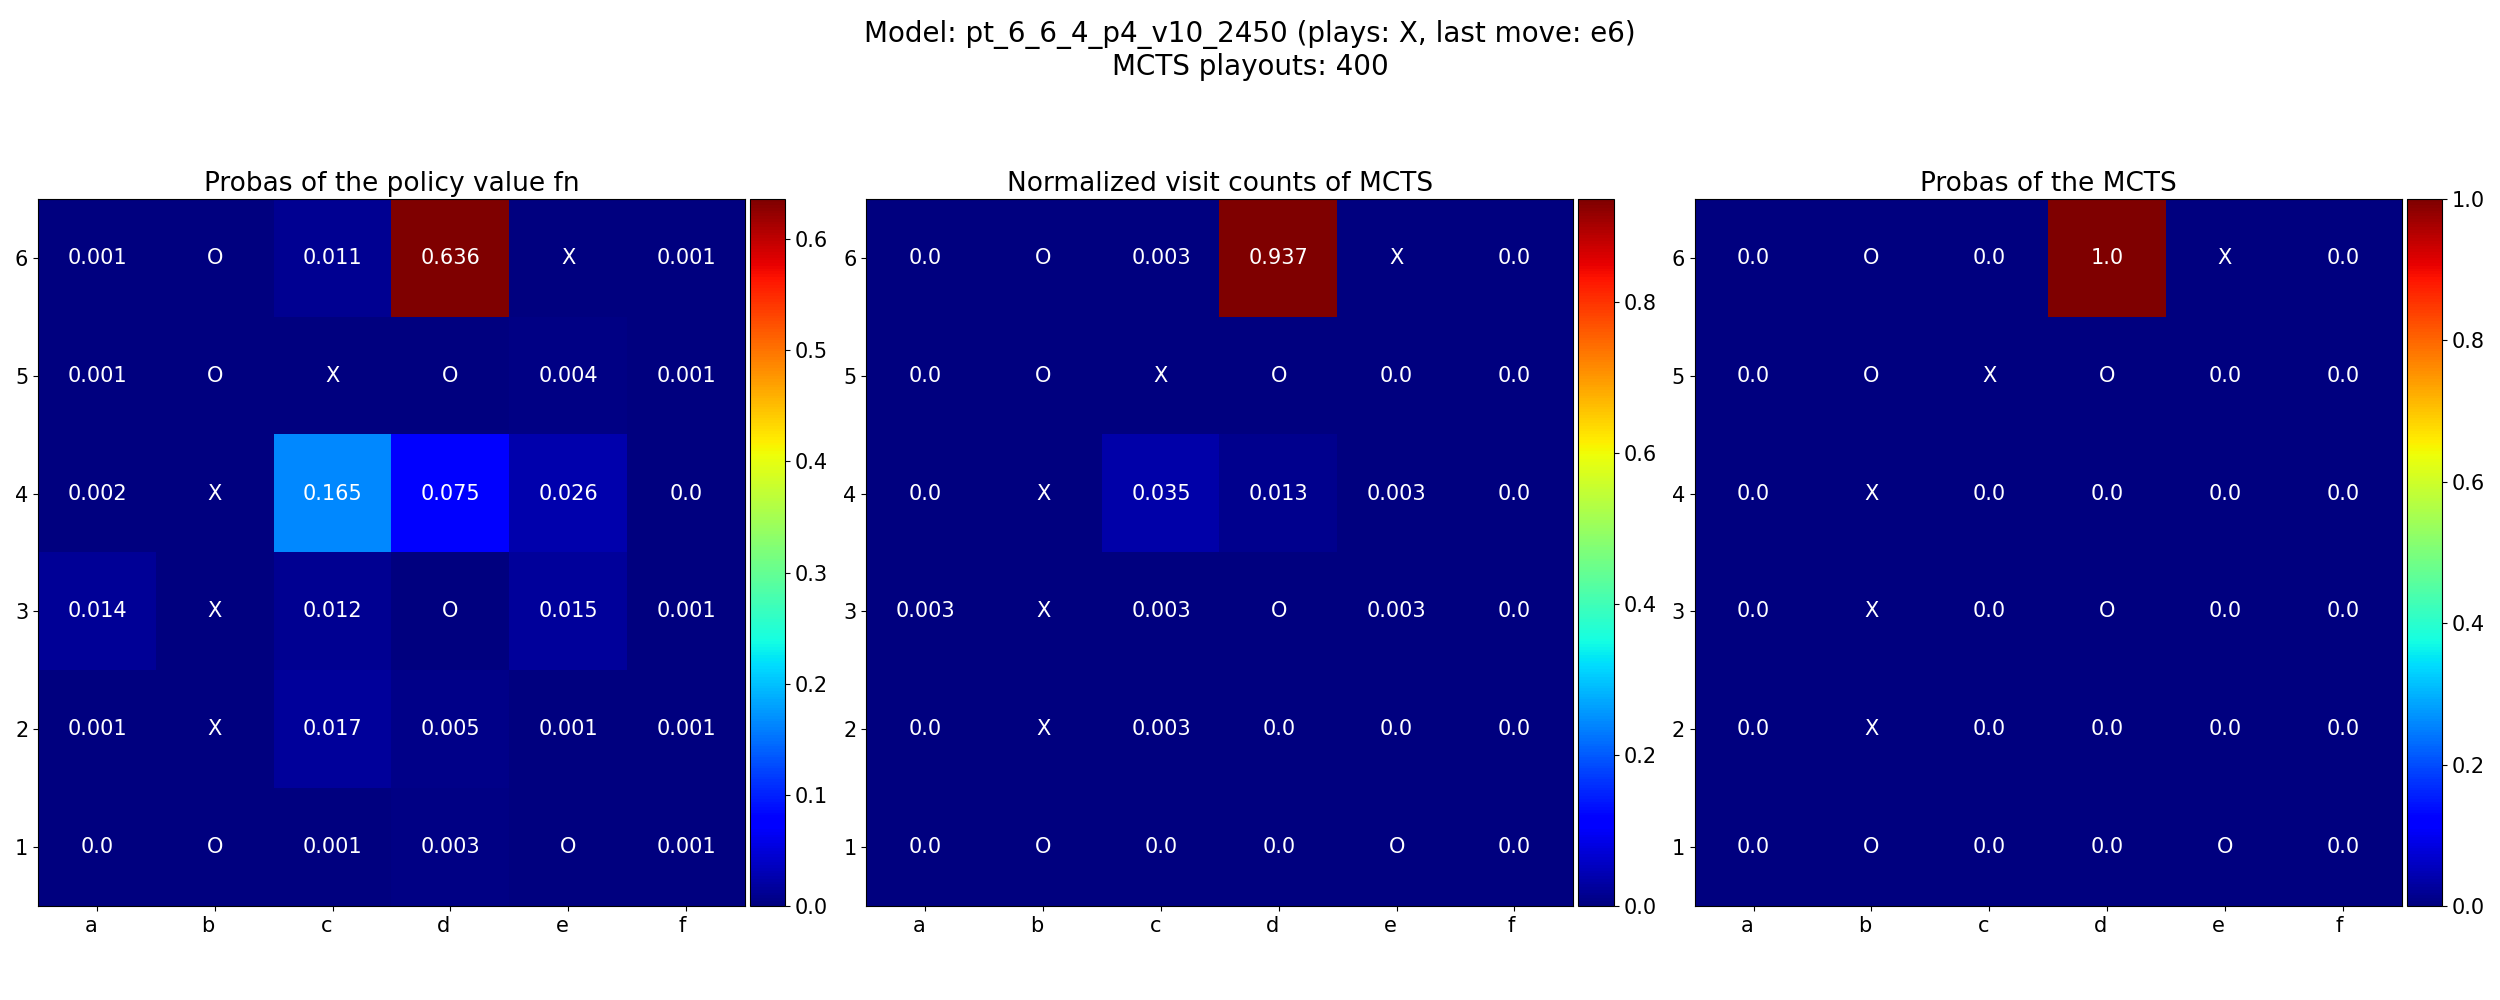 Model: pt_6_6_4_p4_v10_2450 (plays: X, last move: e6)
MCTS playouts: 400
Probas of the policy value fn
6 0.001 O 0.011 0.636 X 0.001
5 0.001 O X O 0.004 0.001
4 0.002 X 0.165 0.075 0.026 0.0
3 0.014 X 0.012 O 0.015 0.001
2 0.001 X 0.017 0.005 0.001 0.001
1 0.0 O 0.001 0.003 O 0.001
a b c d e f
0.6
0.5
0.4
0.3
0.2
0.1
0.0
Normalized visit counts of MCTS
6 0.0 O 0.003 0.937 X 0.0
5 0.0 O X O 0.0 0.0
4 0.0 X 0.035 0.013 0.003 0.0
3 0.003 X 0.003 O 0.003 0.0
2 0.0 X 0.003 0.0 0.0 0.0
1 0.0 O 0.0 0.0 O 0.0
a b c d e f
0.8
0.6
0.4
0.2
0.0
Probas of the MCTS
6 0.0 O 0.0 1.0 X 0.0
5 0.0 O X O 0.0 0.0
4 0.0 X 0.0 0.0 0.0 0.0
3 0.0 X 0.0 O 0.0 0.0
2 0.0 X 0.0 0.0 0.0 0.0
1 0.0 O 0.0 0.0 O 0.0
a b c d e f
1.0
0.8
0.6
0.4
0.2
0.0